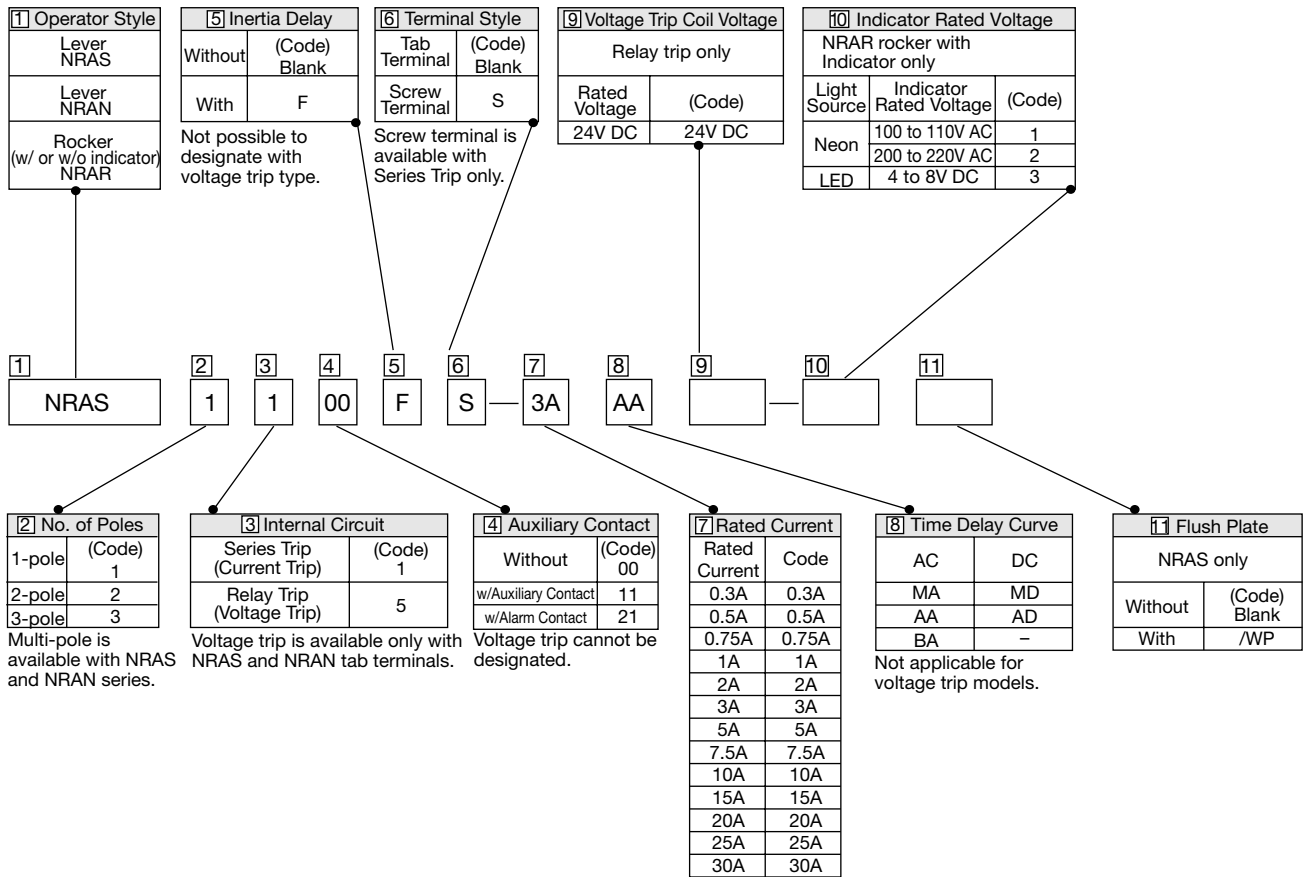 1 Operator Style
Lever
NRAS
Lever
NRAN
Rocker
(w/ or w/o indicator)
NRAR
5 Inertia Delay
Without
(Code)
Blank
With
F
Not possible to
designate with
voltage trip type.
6 Terminal Style
Tab
Terminal
(Code)
Blank
Screw
Terminal
S
Screw terminal is
available with
Series Trip only.
9 Voltage Trip Coil Voltage
Relay trip only
Rated
Voltage
(Code)
24V DC
24V DC
10 Indicator Rated Voltage
NRAR rocker with
Indicator only
Light
Source
Indicator
Rated Voltage
(Code)
Neon
100 to 110V AC
1
200 to 220V AC
2
LED
4 to 8V DC
3
1
2
3
4
5
6
7
8
9
10
11
NRAS
1
1
00
F
S
—
3A
AA
—
2 No. of Poles
1-pole
(Code)
1
2-pole
2
3-pole
3
Multi-pole is
available with NRAS
and NRAN series.
3 Internal Circuit
Series Trip
(Current Trip)
(Code)
1
Relay Trip
(Voltage Trip)
5
Voltage trip is available only with
NRAS and NRAN tab terminals.
4 Auxiliary Contact
Without
(Code)
00
w/Auxiliary Contact
11
w/Alarm Contact
21
Voltage trip cannot be
designated.
7 Rated Current
Rated
Current
Code
0.3A
0.3A
0.5A
0.5A
0.75A
0.75A
1A
1A
2A
2A
3A
3A
5A
5A
7.5A
7.5A
10A
10A
15A
15A
20A
20A
25A
25A
30A
30A
8 Time Delay Curve
AC
DC
MA
MD
AA
AD
BA
–
Not applicable for
voltage trip models.
11 Flush Plate
NRAS only
Without
(Code)
Blank
With
/WP